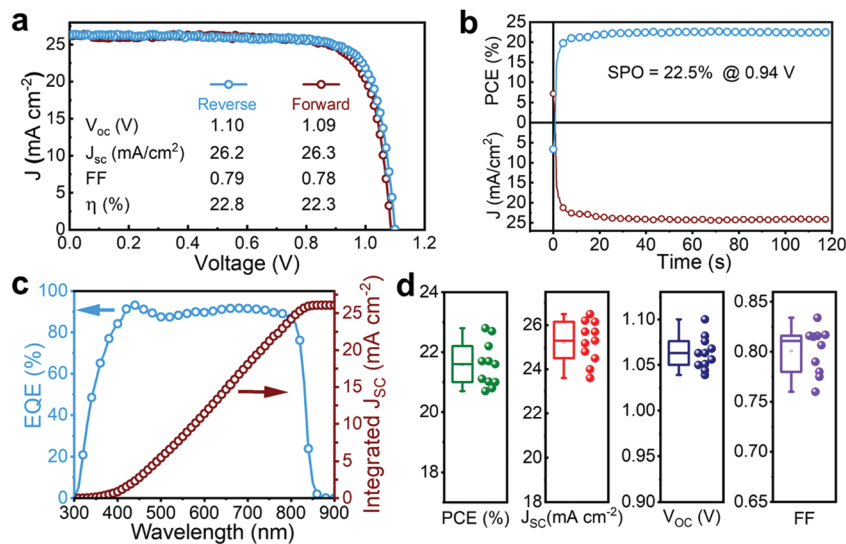 a
J (mA cm⁻²)
25
20
15
10
5
0
Reverse Forward
Voc (V) 1.10 1.09
Jsc (mA/cm²) 26.2 26.3
FF 0.79 0.78
η (%) 22.8 22.3
0.0 0.2 0.4 0.6 0.8 1.0 1.2
Voltage (V)
b
PCE (%)
25
20
15
10
5
0
SPO = 22.5% @ 0.94 V
J (mA/cm²)
5
10
15
20
25
0 20 40 60 80 100 120
Time (s)
c
EQE (%)
100
80
60
40
20
0
Integrated JSC (mA cm⁻²)
25
20
15
10
5
0
300 400 500 600 700 800 900
Wavelength (nm)
d
24
22
20
18
PCE (%)
28
26
24
22
20
18
JSC(mA cm⁻²)
1.10
1.05
1.00
0.95
0.90
VOC (V)
0.85
0.80
0.75
0.70
0.65
FF